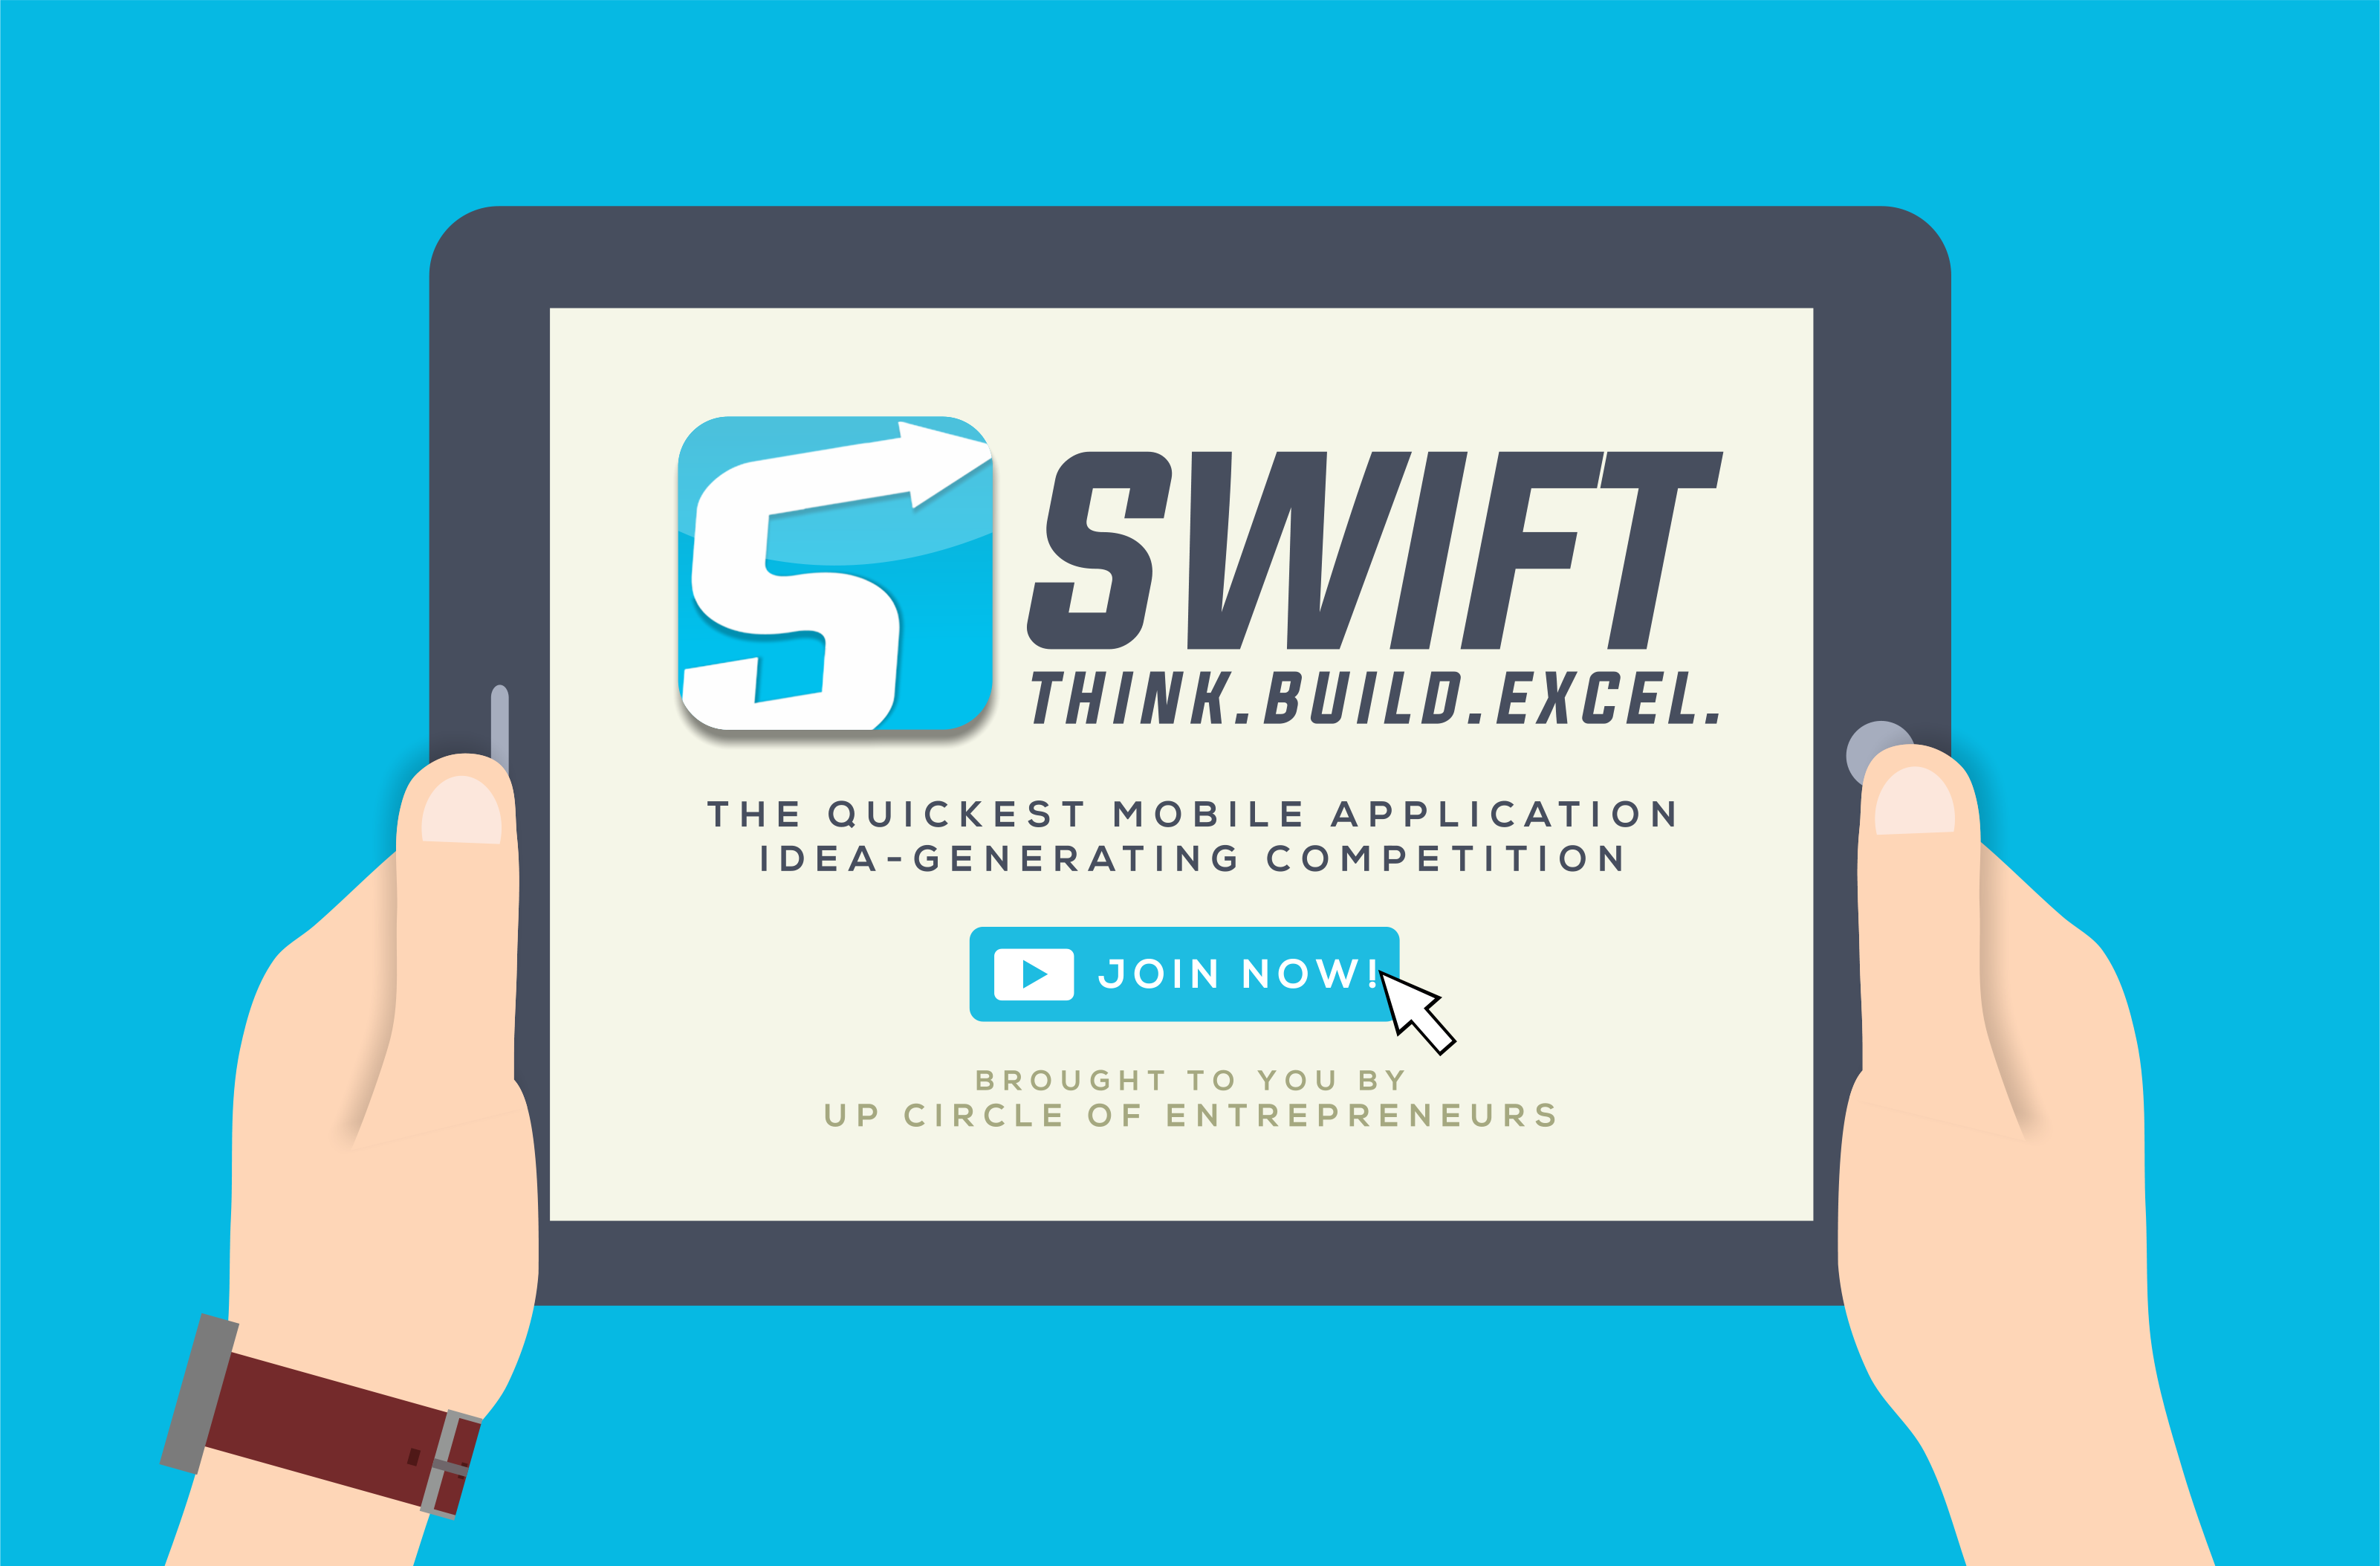 SWIFT
THINK.BUILD.EXCEL.
THE QUICKEST MOBILE APPLICATION
IDEA-GENERATING COMPETITION
JOIN NOW!
BROUGHT TO YOU BY
UP CIRCLE OF ENTREPRENEURS